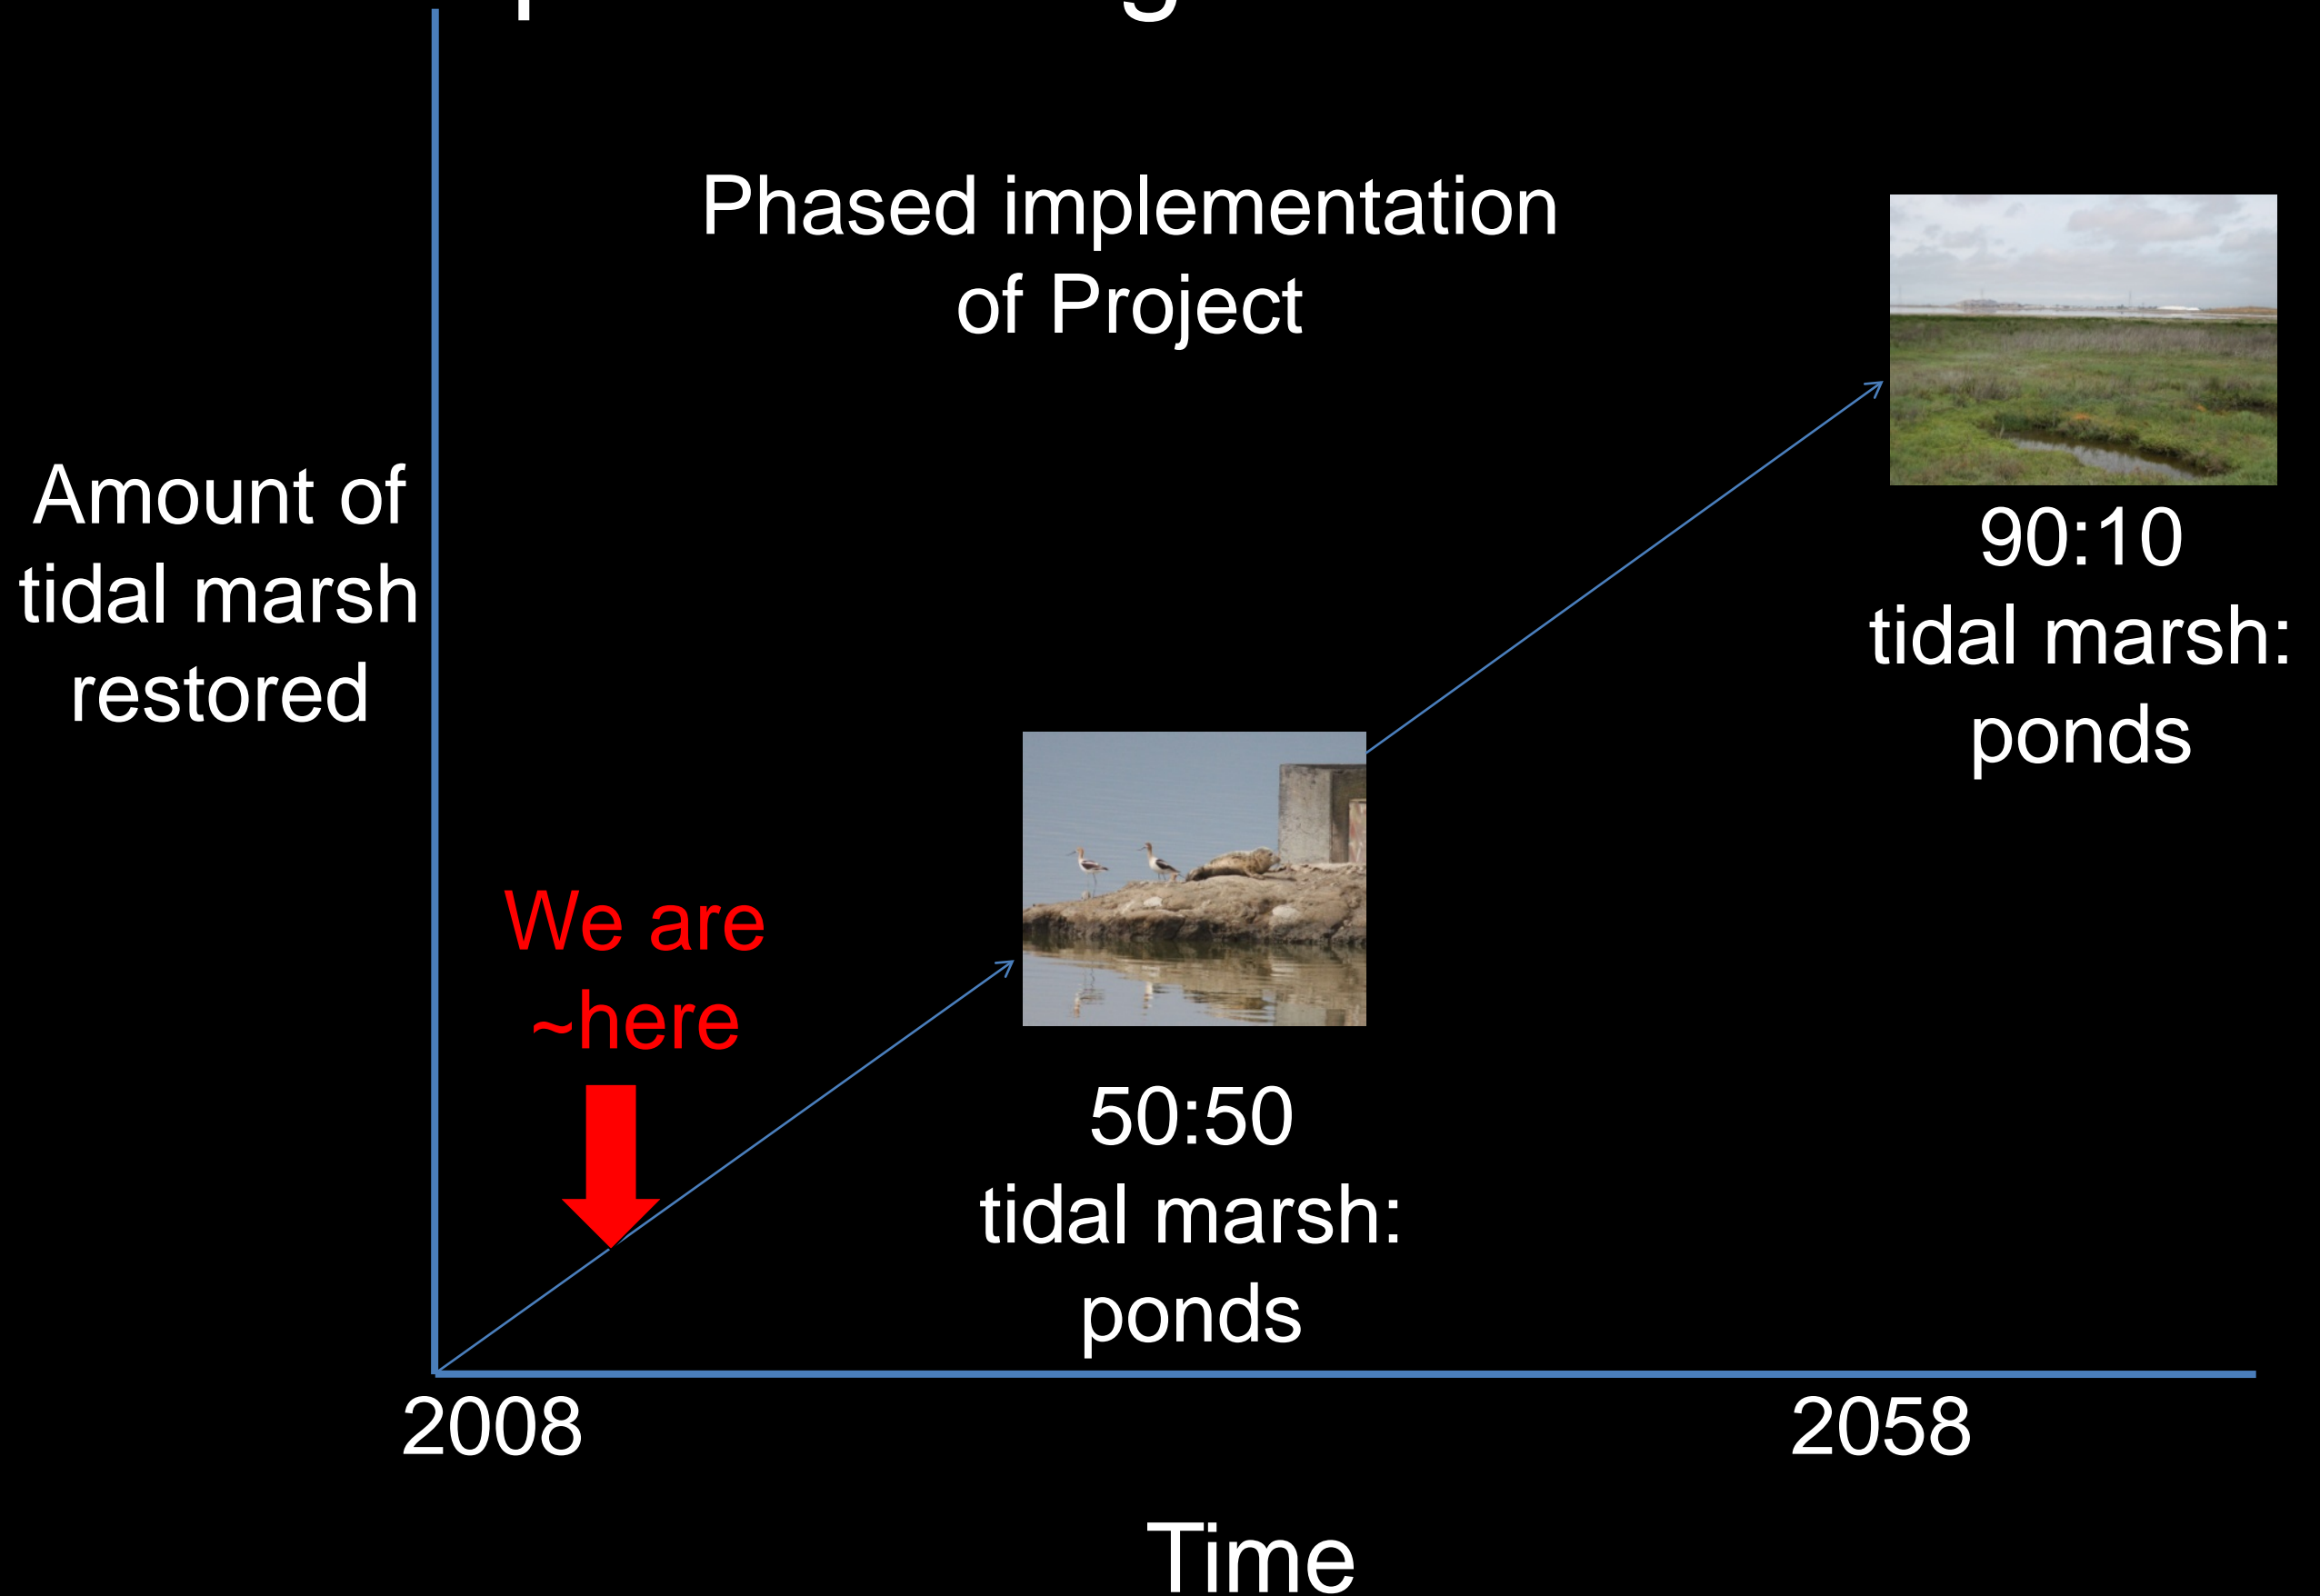 Phased implementation
of Project
Amount of
tidal marsh
restored
90:10
tidal marsh:
ponds
We are
~here
50:50
tidal marsh:
ponds
2008
2058
Time